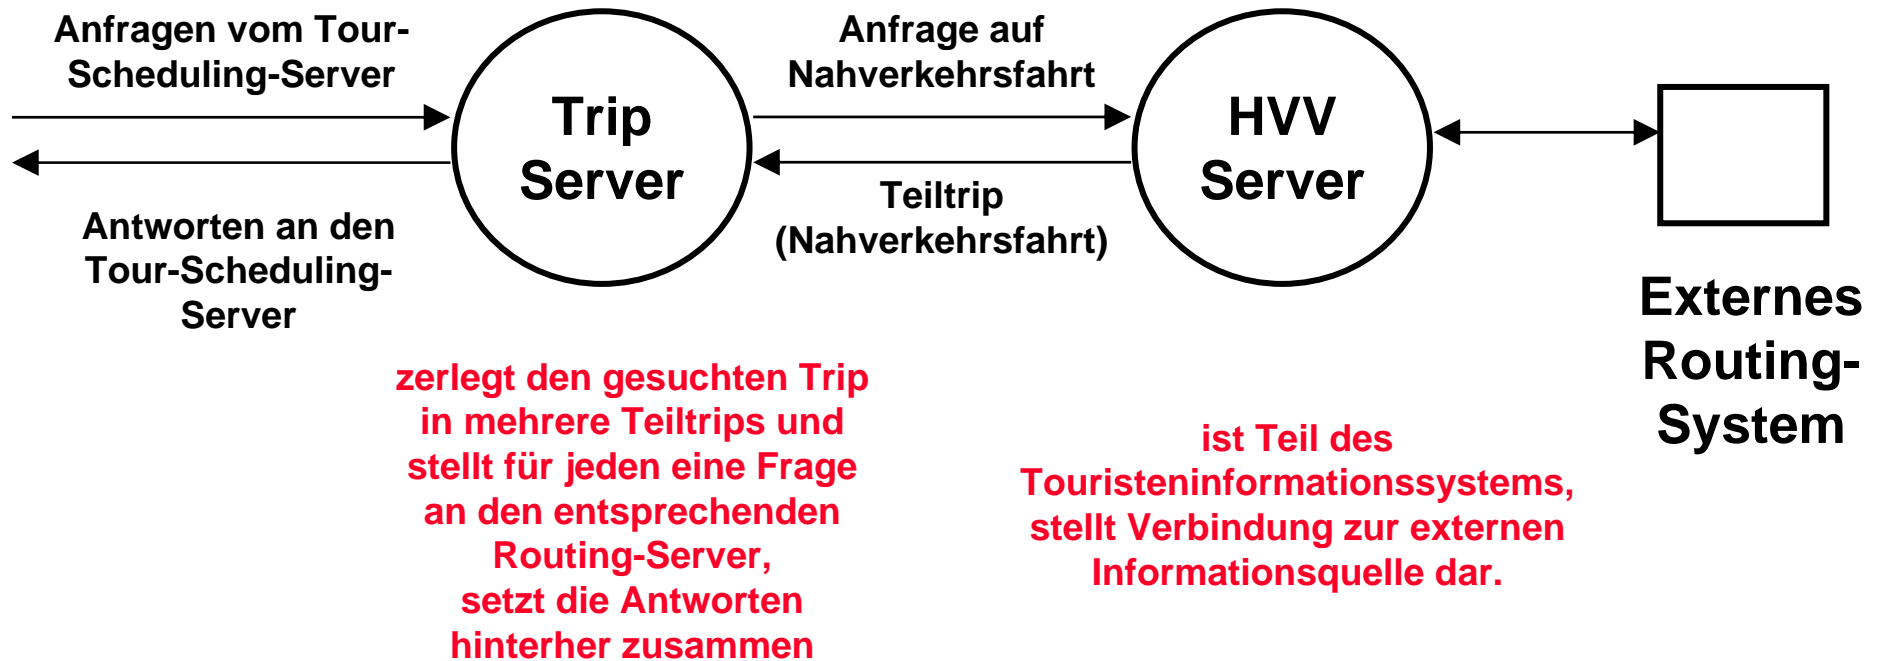 Anfragen vom Tour-
Scheduling-Server
Antworten an den
Tour-Scheduling-
Server
Trip
Server
Anfrage auf
Nahverkehrsfahrt
Teiltrip
(Nahverkehrsfahrt)
HVV
Server
Externes
Routing-
System
zerlegt den gesuchten Trip
in mehrere Teiltrips und
stellt für jeden eine Frage
an den entsprechenden
Routing-Server,
setzt die Antworten
hinterher zusammen
ist Teil des
Touristeninformationssystems,
stellt Verbindung zur externen
Informationsquelle dar.